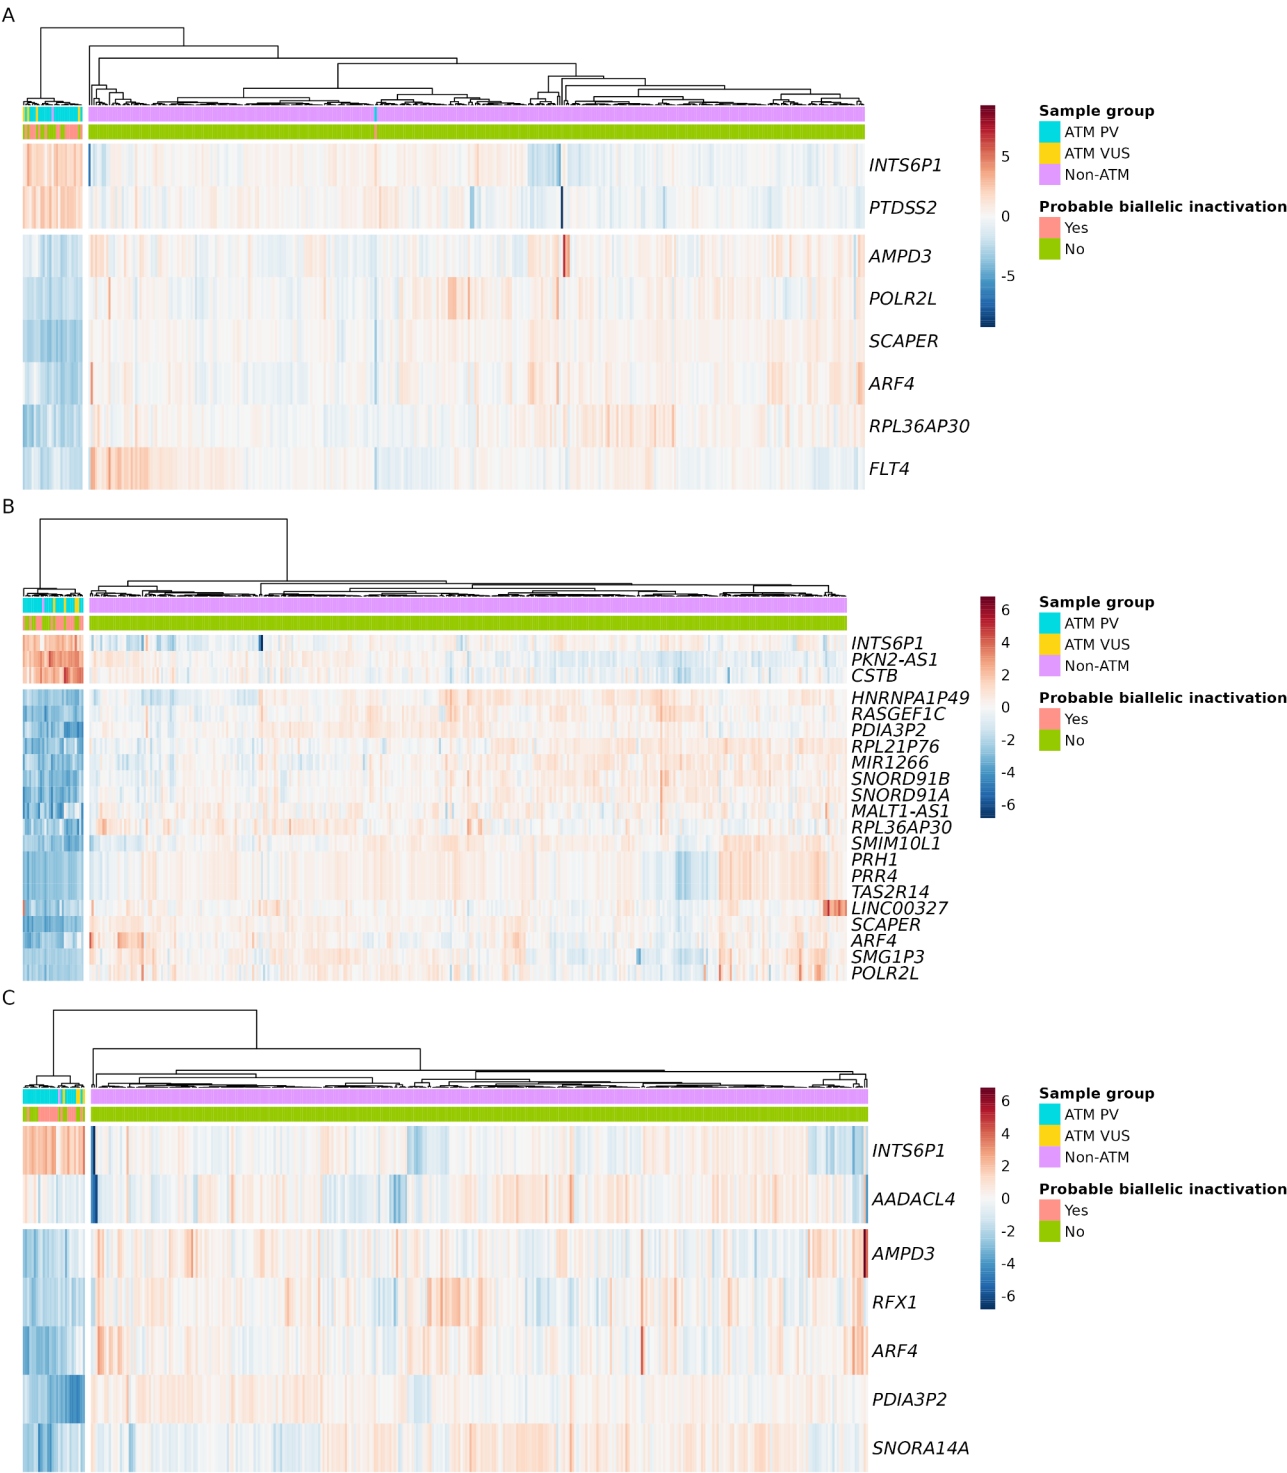 A
INTS6P1
PTDSS2
AMPD3
POLR2L
SCAPER
ARF4
RPL36AP30
FLT4
5
0
-5
Sample group
ATM PV
ATM VUS
Non-ATM
Probable biallelic inactivation
Yes
No
B
INTS6P1
PKN2-AS1
CSTB
HNRNPA1P49
RASGEF1C
PDIA3P2
RPL21P76
MIR1266
SNORD91B
SNORD91A
MALT1-AS1
RPL36AP30
SMIM10L1
PRH1
PRR4
TAS2R14
LINC00327
SCAPER
ARF4
SMG1P3
POLR2L
6
4
2
0
-2
-4
-6
Sample group
ATM PV
ATM VUS
Non-ATM
Probable biallelic inactivation
Yes
No
C
INTS6P1
AADACL4
AMPD3
RFX1
ARF4
PDIA3P2
SNORA14A
6
4
2
0
-2
-4
-6
Sample group
ATM PV
ATM VUS
Non-ATM
Probable biallelic inactivation
Yes
No